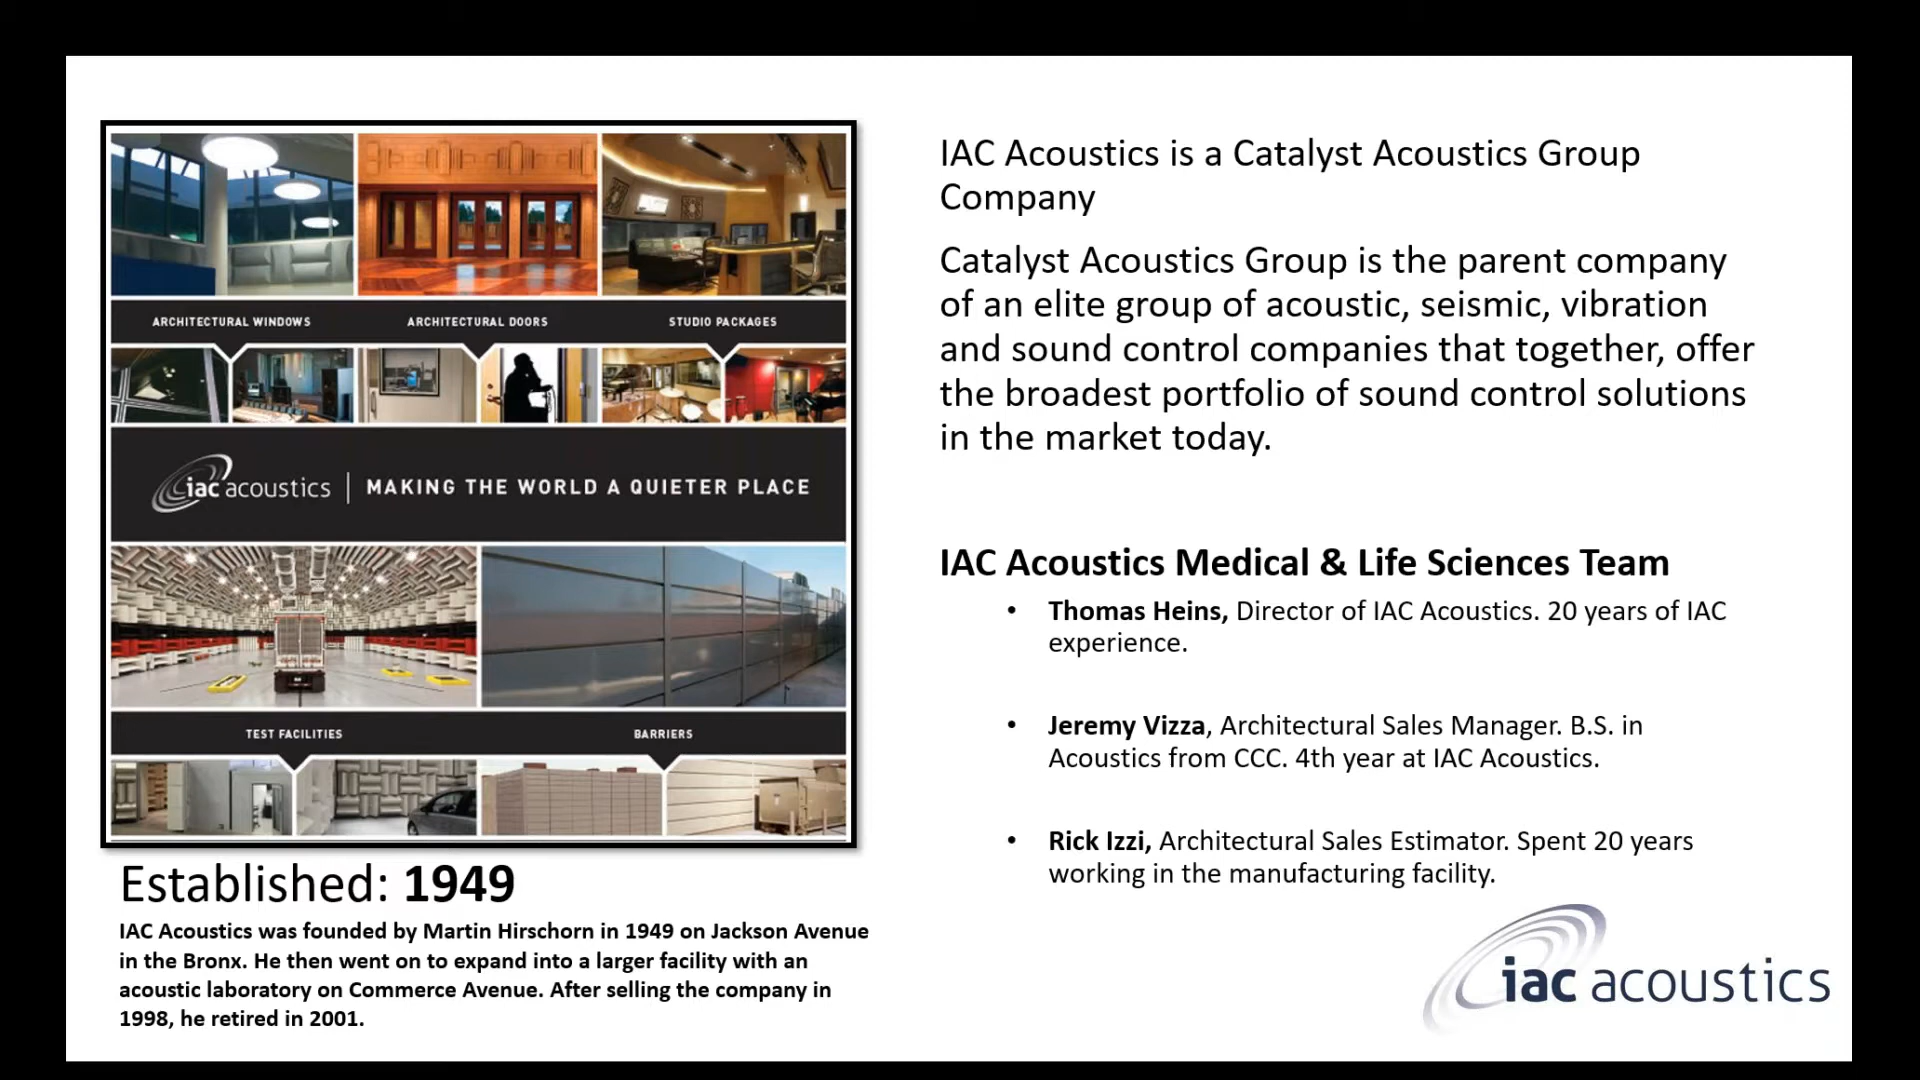 ARCHITECTURAL WINDOWS
ARCHITECTURAL DOORS
STUDIO PACKAGES
iac acoustics | MAKING THE WORLD A QUIETER PLACE
TEST FACILITIES
BARRIERS
Established: 1949
IAC Acoustics was founded by Martin Hirschorn in 1949 on Jackson Avenue
in the Bronx. He then went on to expand into a larger facility with an
acoustic laboratory on Commerce Avenue. After selling the company in
1998, he retired in 2001.
IAC Acoustics is a Catalyst Acoustics Group
Company
Catalyst Acoustics Group is the parent company
of an elite group of acoustic, seismic, vibration
and sound control companies that together, offer
the broadest portfolio of sound control solutions
in the market today.
IAC Acoustics Medical & Life Sciences Team
• Thomas Heins, Director of IAC Acoustics. 20 years of IAC
experience.
• Jeremy Vizza, Architectural Sales Manager. B.S. in
Acoustics from CCC. 4th year at IAC Acoustics.
• Rick Izzi, Architectural Sales Estimator. Spent 20 years
working in the manufacturing facility.
iac acoustics